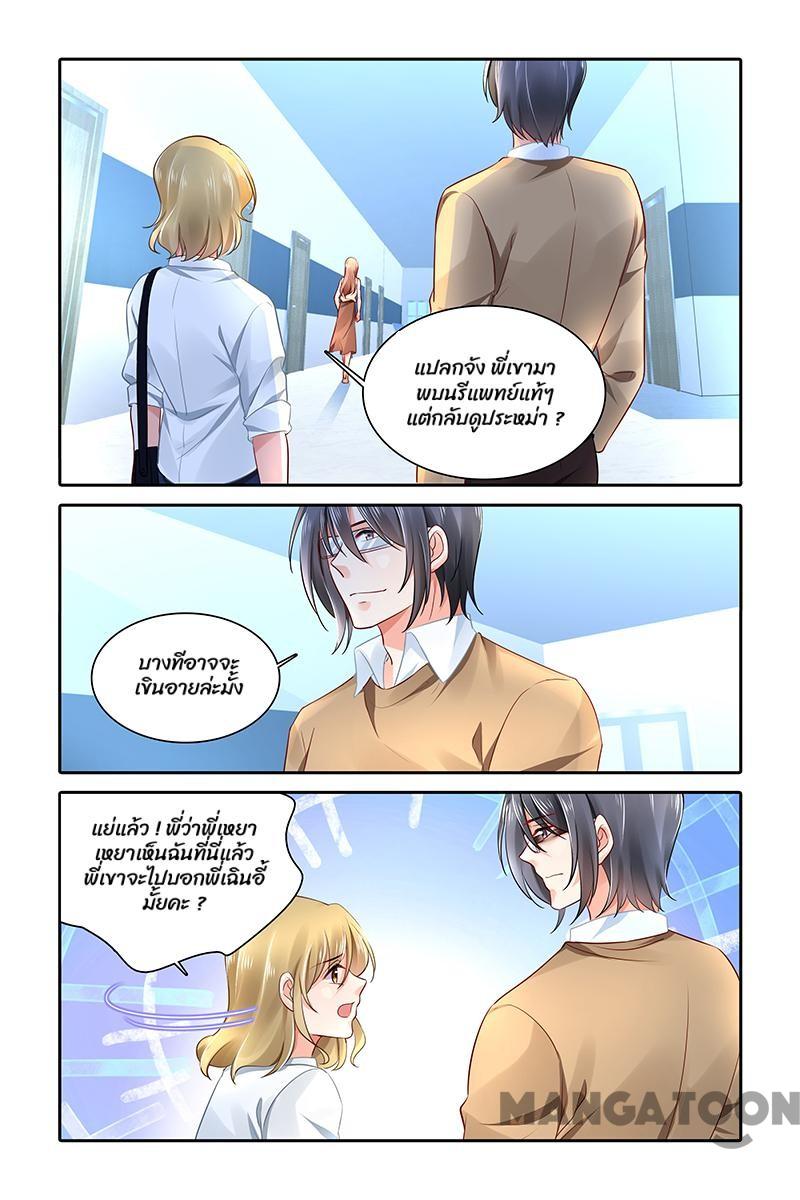 แปลกจัง พี่เขามา
พบนรีแพทย์แท้ๆ
แต่กลับดูประหม่า ?
บางทีอาจจะ
เขินอายล่ะมั้ง
แย่แล้ว ! พี่ว่าพี่เหยา
เหยาเห็นฉันที่นี่แล้ว
พี่เขาจะไปบอกพี่เฉินอี้
มั้ยคะ ?
MANGATOON